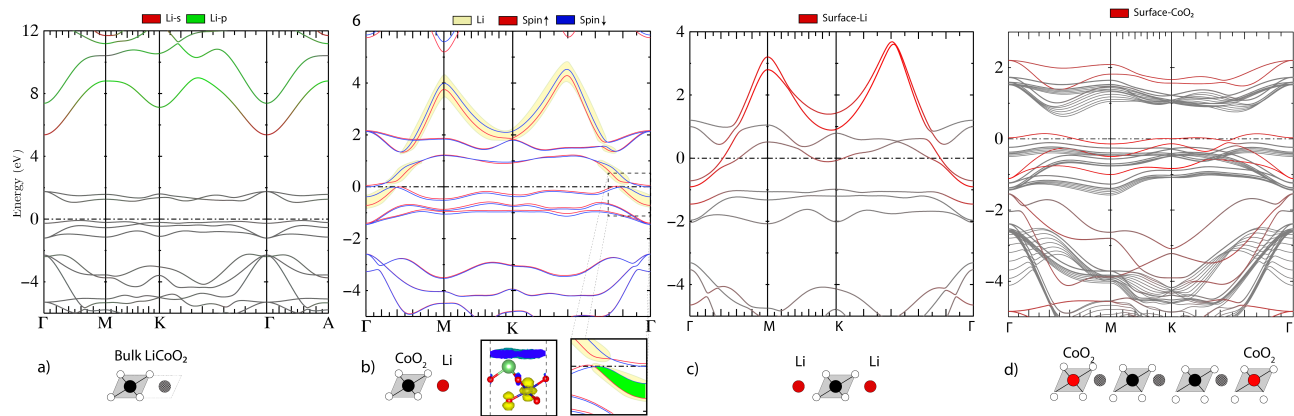 Li-s Li-p
Li Spin↑ Spin↓
Surface-Li
Surface-CoO₂
Energy (eV)
12
8
4
0
−4
Γ M K Γ A
6
4
2
0
−2
−4
Γ M K Γ
4
2
0
−2
−4
Γ M K Γ
2
0
−2
−4
Γ M K Γ
a)
Bulk LiCoO₂
b)
CoO₂ Li
c)
Li Li
d)
CoO₂ CoO₂